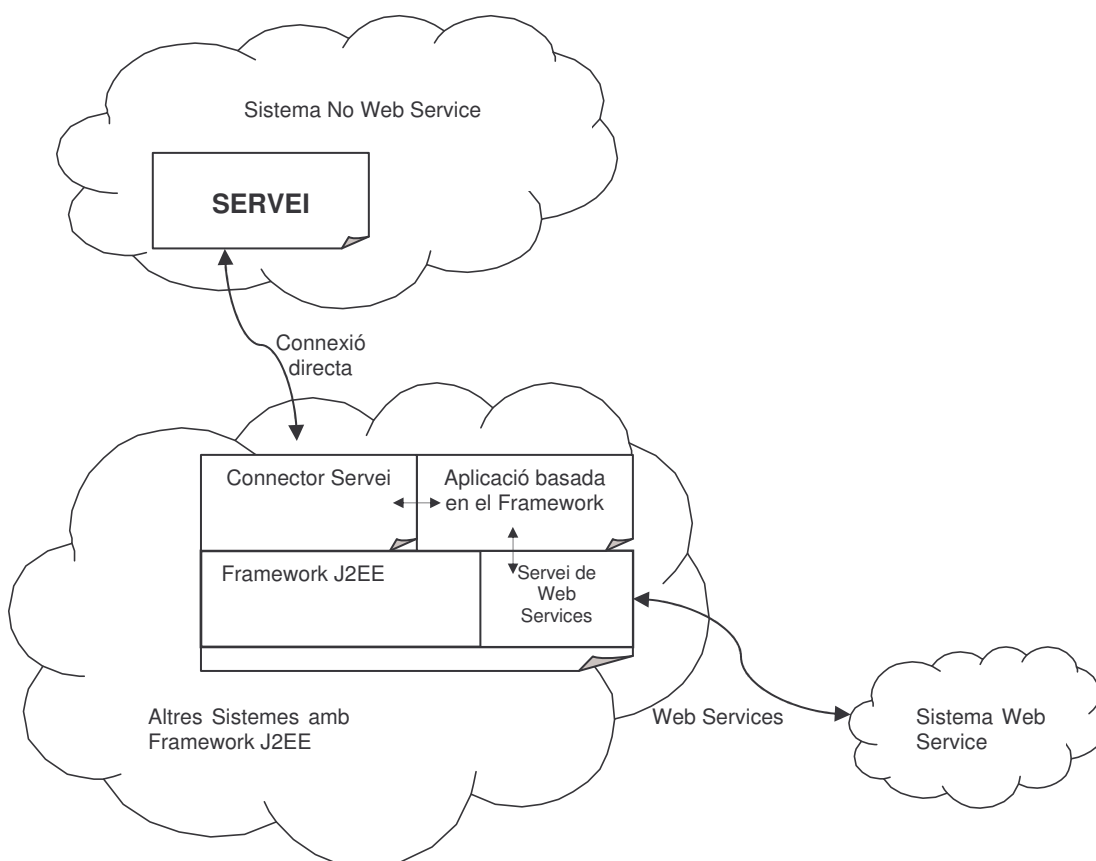 Sistema No Web Service
SERVEI
Connexió
directa
Connector Servei
Aplicació basada
en el Framework
Framework J2EE
Servei de
Web
Services
Altres Sistemes amb
Framework J2EE
Web Services
Sistema Web
Service